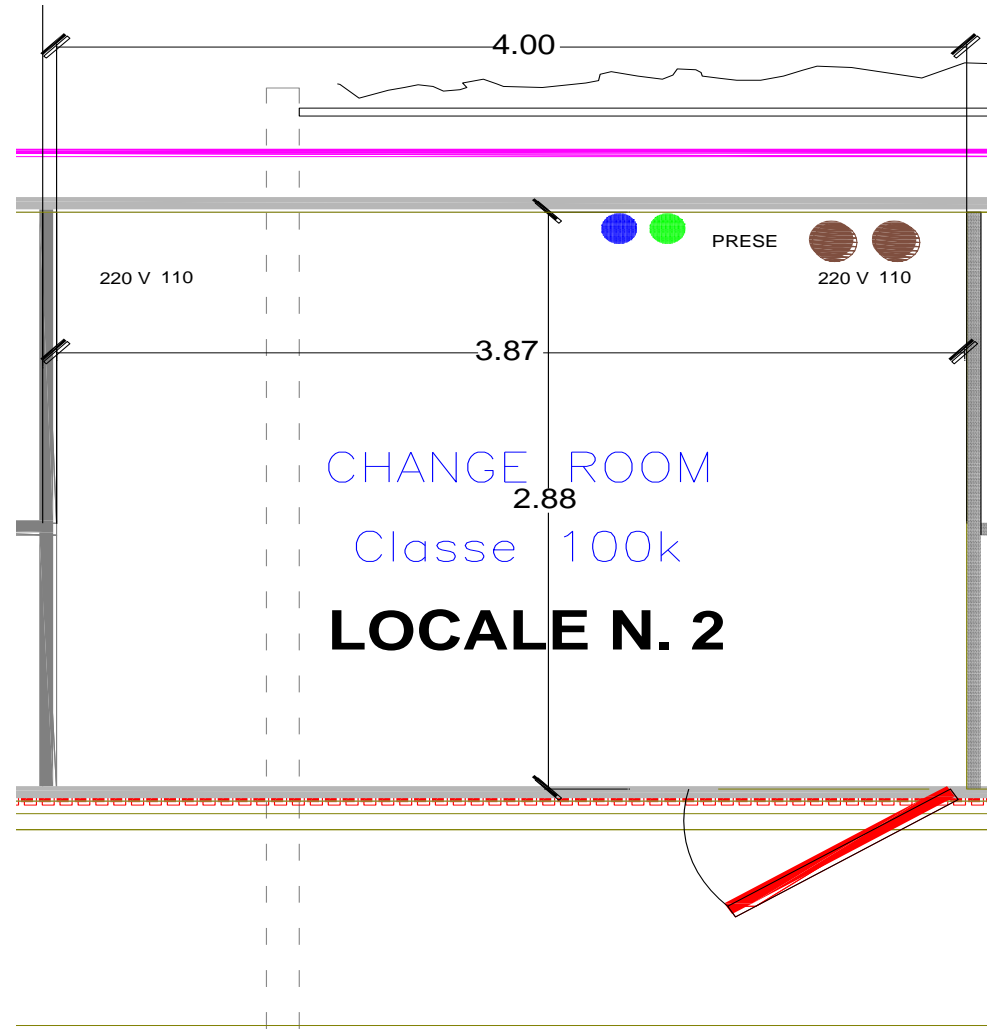 4.00
PRESE
220 V 110
220 V 110
3.87
CHANGE ROOM
2.88
Classe 100k
LOCALE N. 2